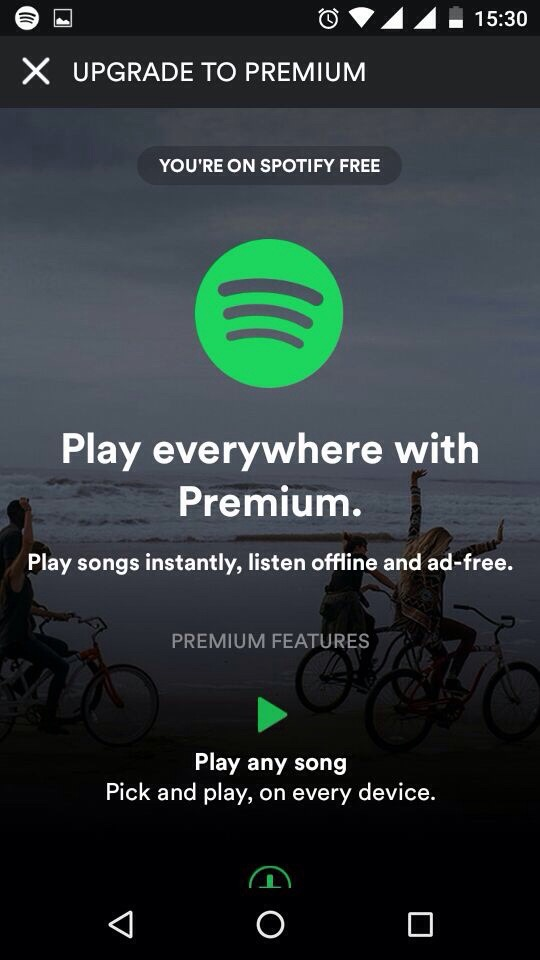 15:30
UPGRADE TO PREMIUM
YOU'RE ON SPOTIFY FREE
Play everywhere with
Premium.
Play songs instantly, listen offline and ad-free.
PREMIUM FEATURES
Play any song
Pick and play, on every device.